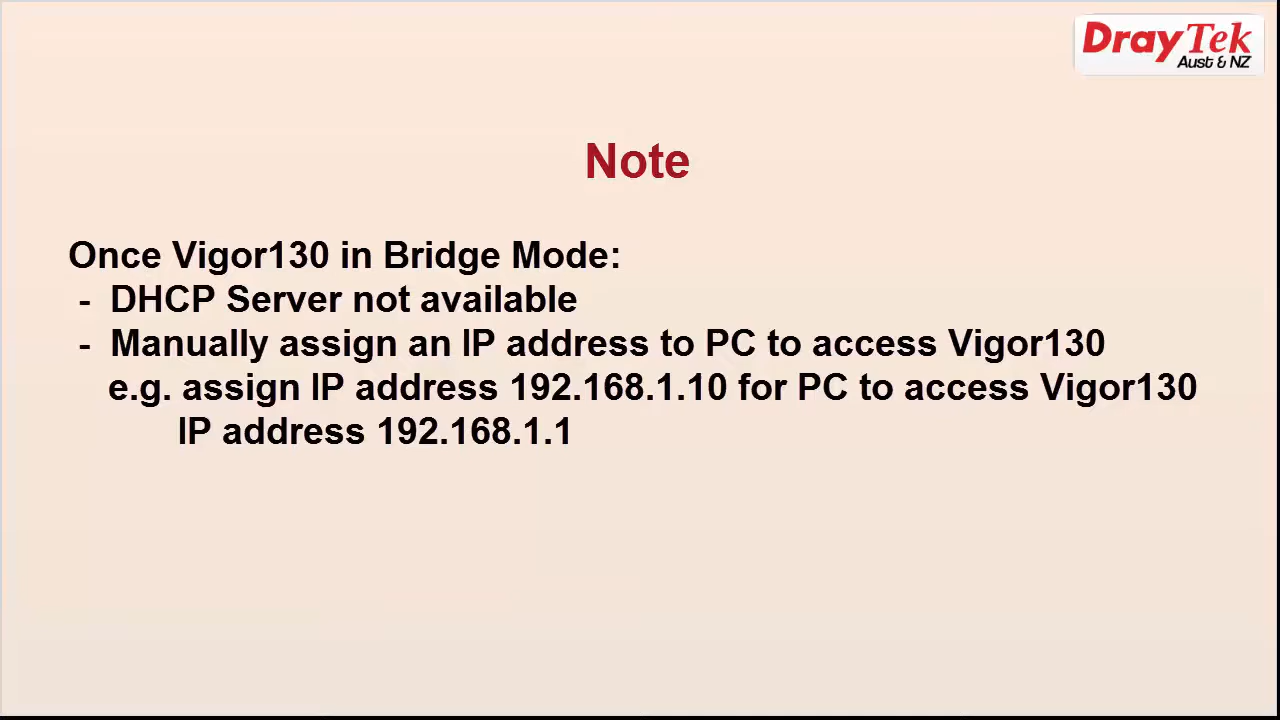 DrayTek
Aust & NZ
Note
Once Vigor130 in Bridge Mode:
- DHCP Server not available
- Manually assign an IP address to PC to access Vigor130
e.g. assign IP address 192.168.1.10 for PC to access Vigor130
IP address 192.168.1.1